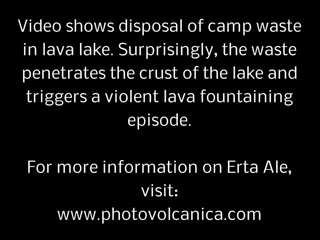 Video shows disposal of camp waste
in lava lake. Surprisingly, the waste
penetrates the crust of the lake and
triggers a violent lava fountaining
episode.
For more information on Erta Ale,
visit:
www.photovolcanica.com